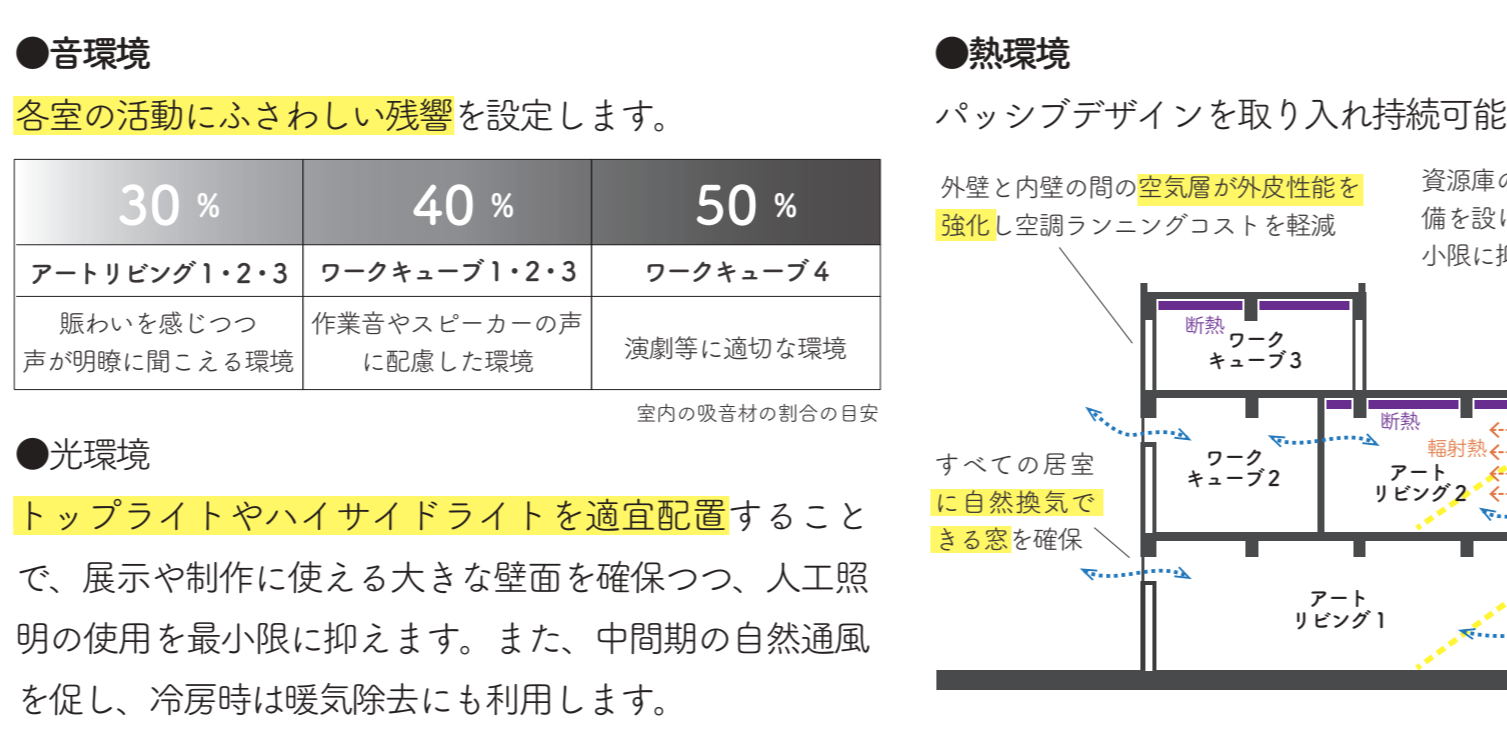 ●音環境
各室の活動にふさわしい残響を設定します。
30 % 40 % 50 %
アートリビング1・2・3 ワークキューブ1・2・3 ワークキューブ4
賑わいを感じつつ
声が明瞭に聞こえる環境
作業音やスピーカーの声
に配慮した環境
演劇等に適切な環境
室内の吸音材の割合の目安
●光環境
トップライトやハイサイドライトを適宜配置すること
で、展示や制作に使える大きな壁面を確保つつ、人工照
明の使用を最小限に抑えます。また、中間期の自然通風
を促し、冷房時は暖気除去にも利用します。
●熱環境
パッシブデザインを取り入れ持続可能
外壁と内壁の間の空気層が外皮性能を
強化し空調ランニングコストを軽減
資源庫の
備を設け
小限に抑
断熱
ワーク
キューブ3
断熱
輻射熱
ワーク
キューブ2
アート
リビング2
すべての居室
に自然換気で
きる窓を確保
アート
リビング1